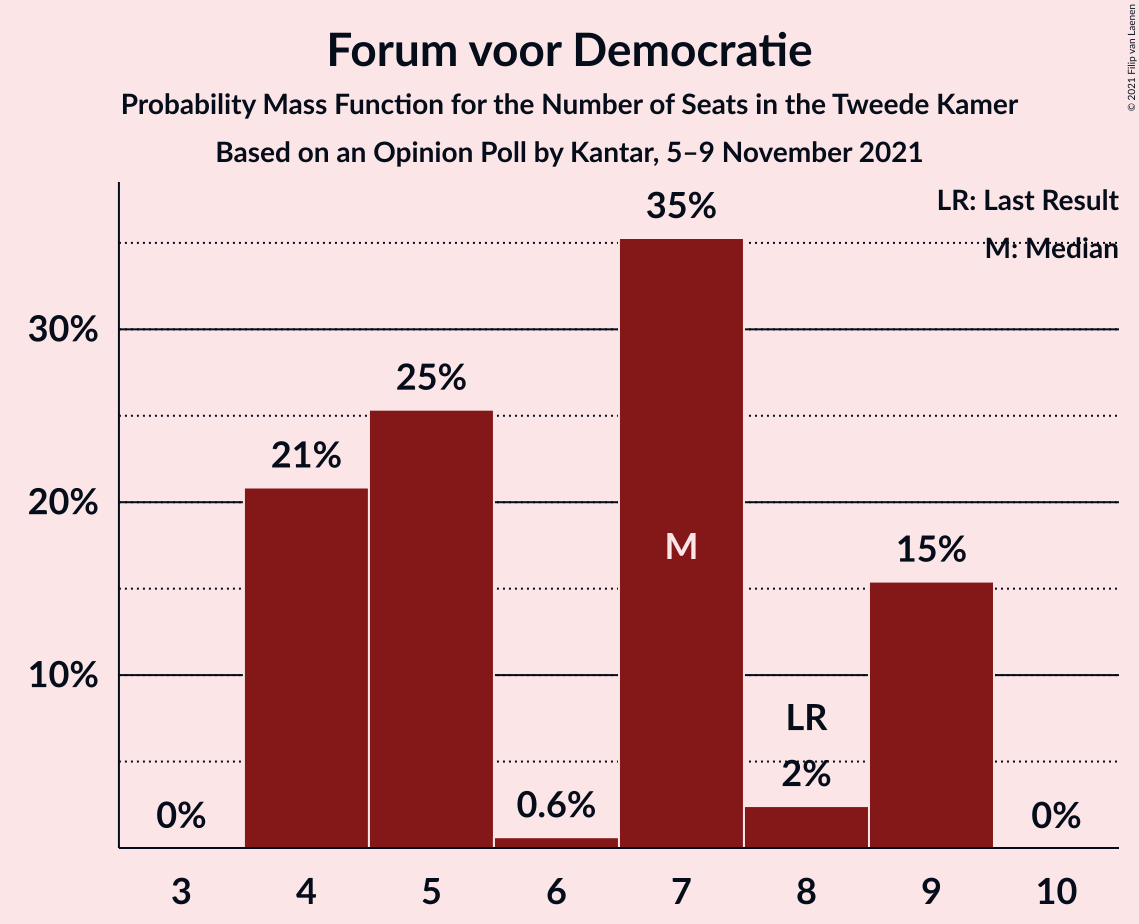 Forum voor Democratie
Probability Mass Function for the Number of Seats in the Tweede Kamer
Based on an Opinion Poll by Kantar, 5–9 November 2021
© 2021 Filip van Laenen
LR: Last Result
M: Median
35%
30%
25%
21%
20%
M
15%
10%
LR
2%
0.6%
0%
0%
3 4 5 6 7 8 9 10